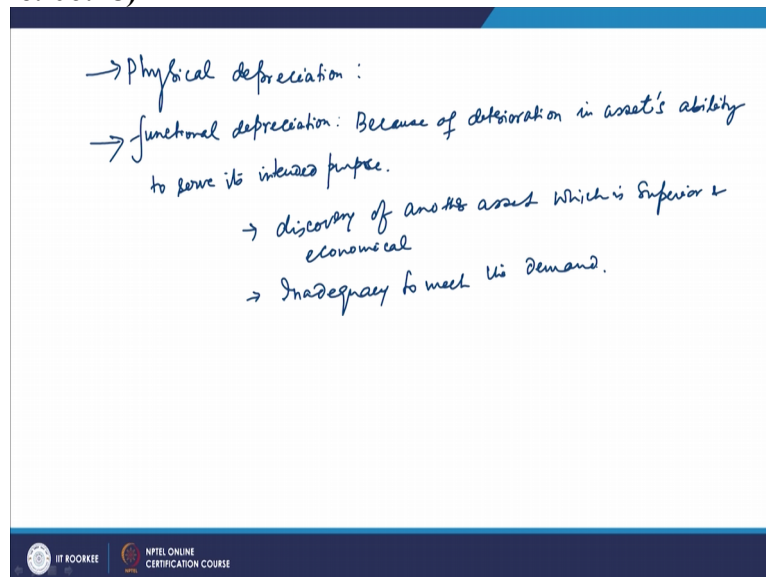 → Physical depreciation :
→ functional depreciation : Because of deterioration in asset's ability
to serve its intended purpose.
→ discovery of another asset which is Superior &
economical
→ Inadequacy to meet the Demand.
IIT ROORKEE
NPTEL ONLINE
CERTIFICATION COURSE